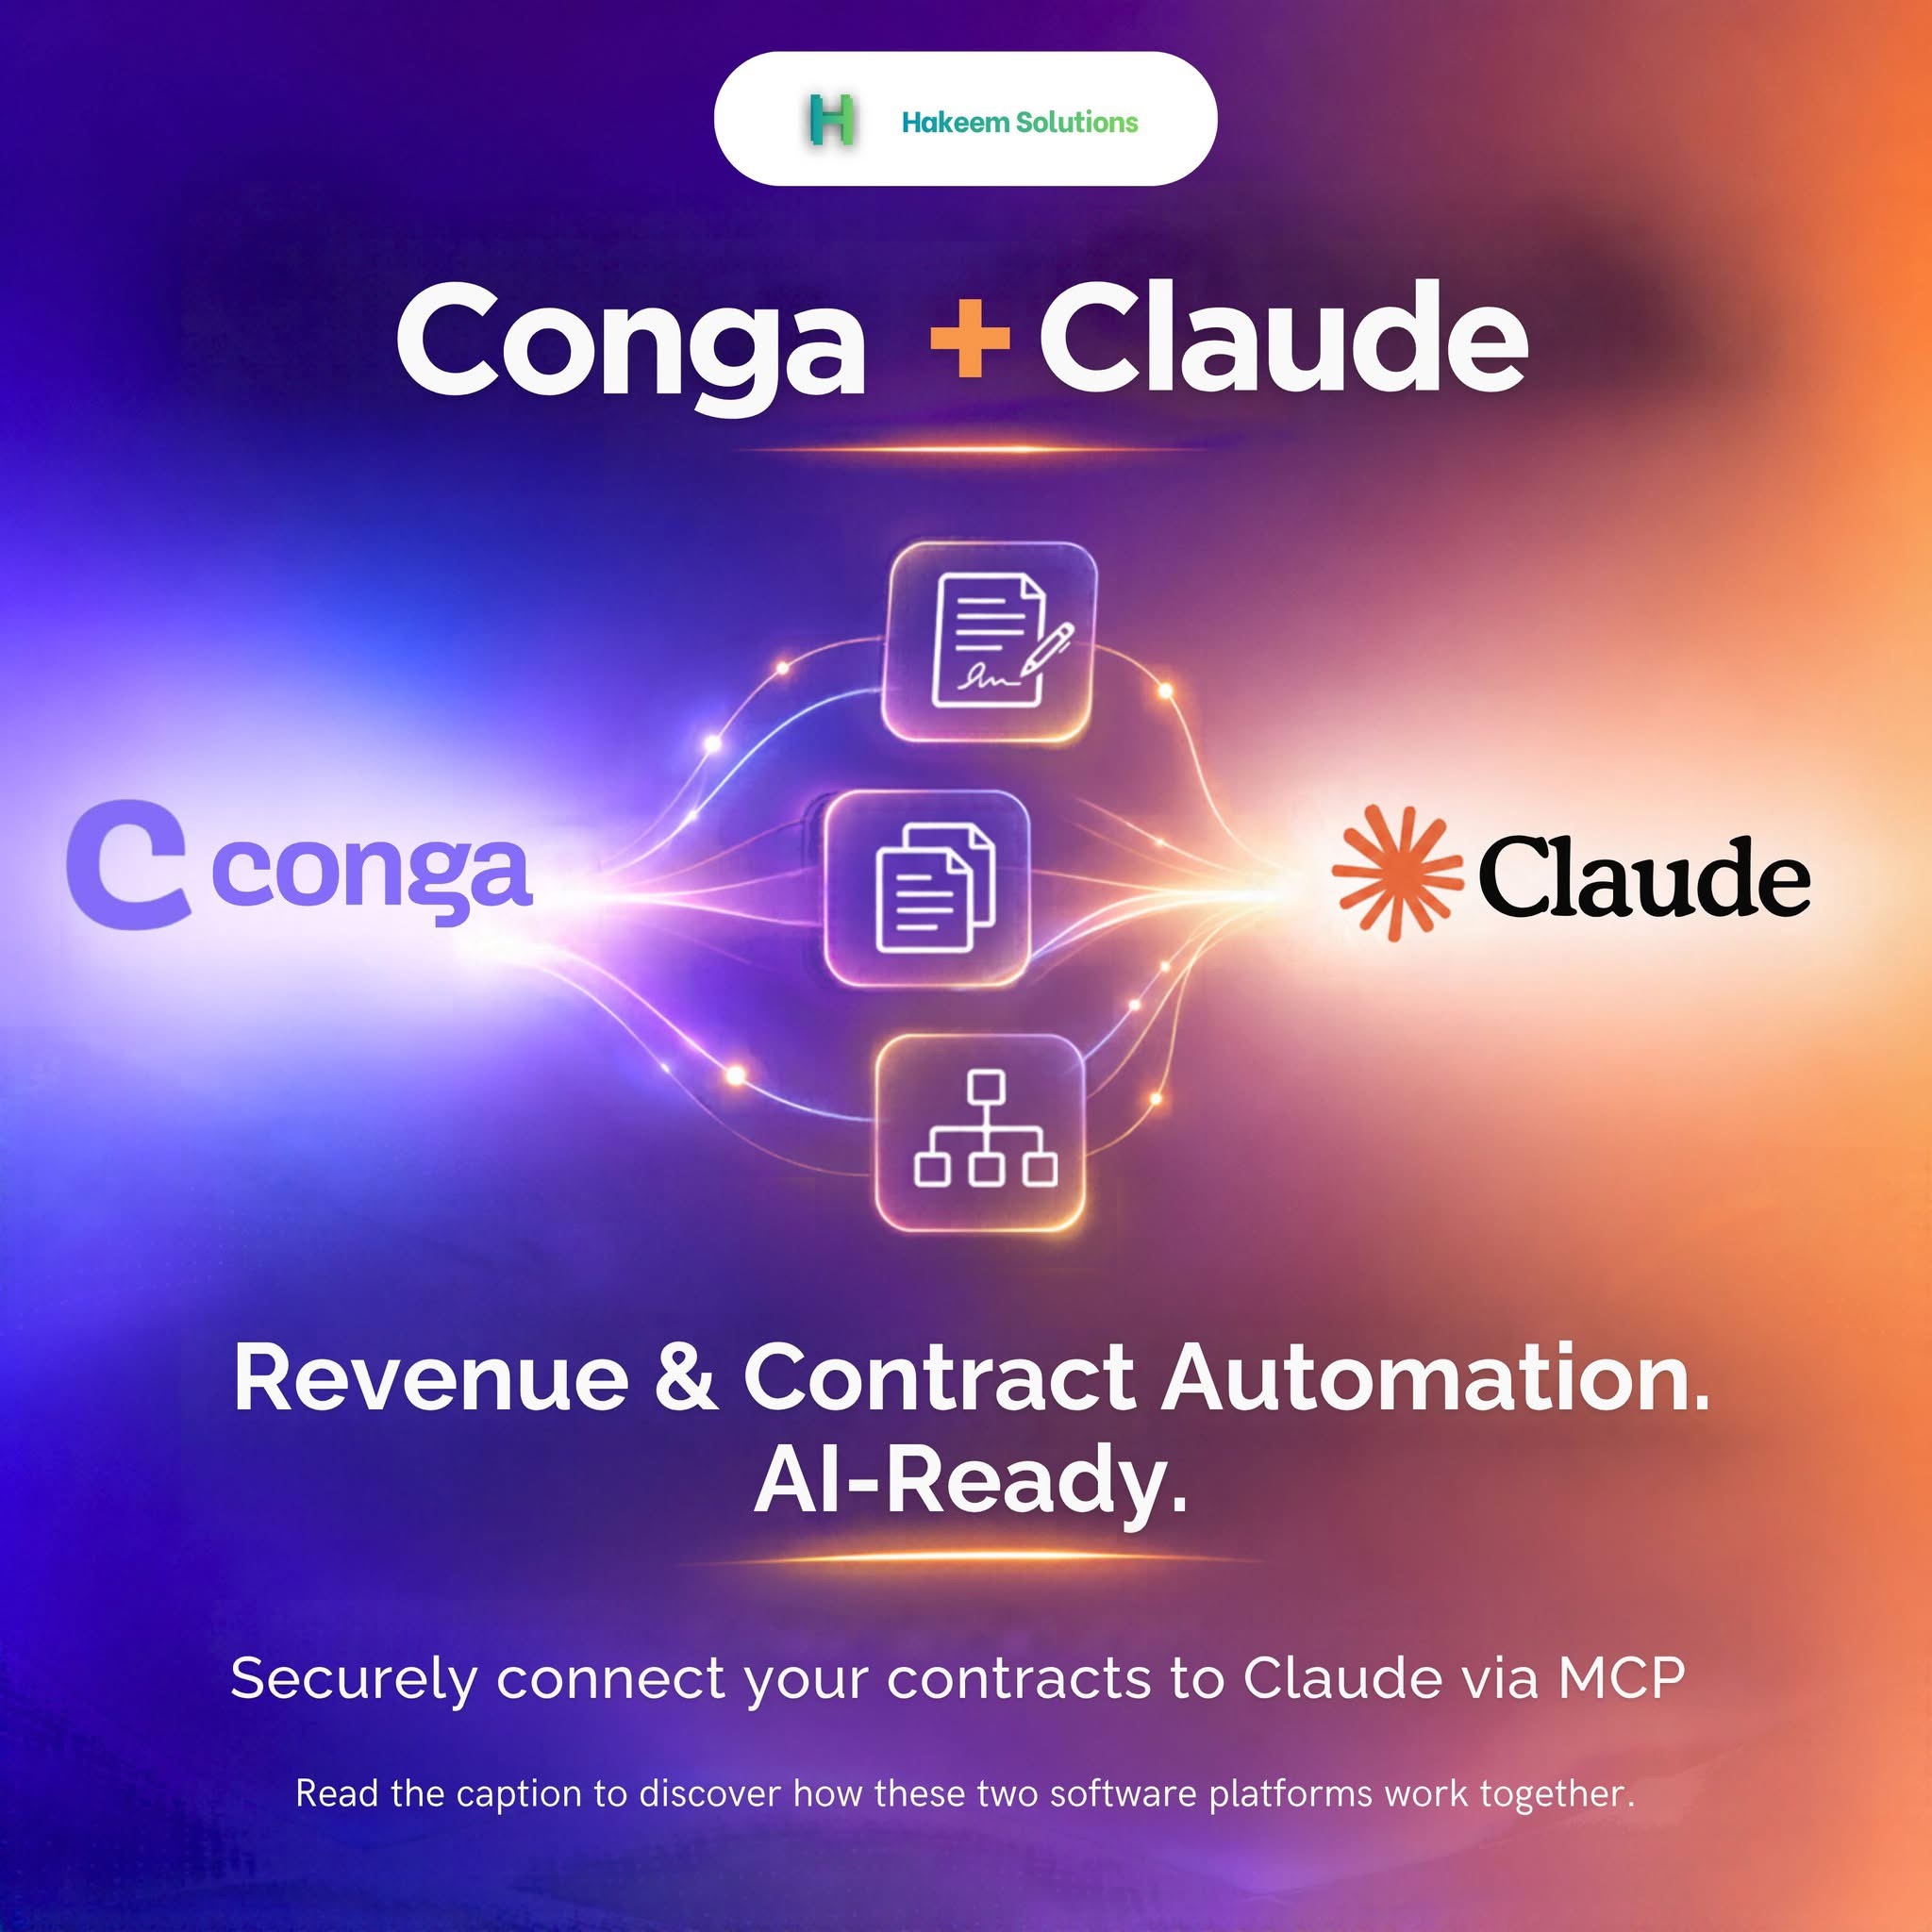 Hakeem Solutions
Conga + Claude
C conga
Claude
Revenue & Contract Automation.
AI-Ready.
Securely connect your contracts to Claude via MCP
Read the caption to discover how these two software platforms work together.